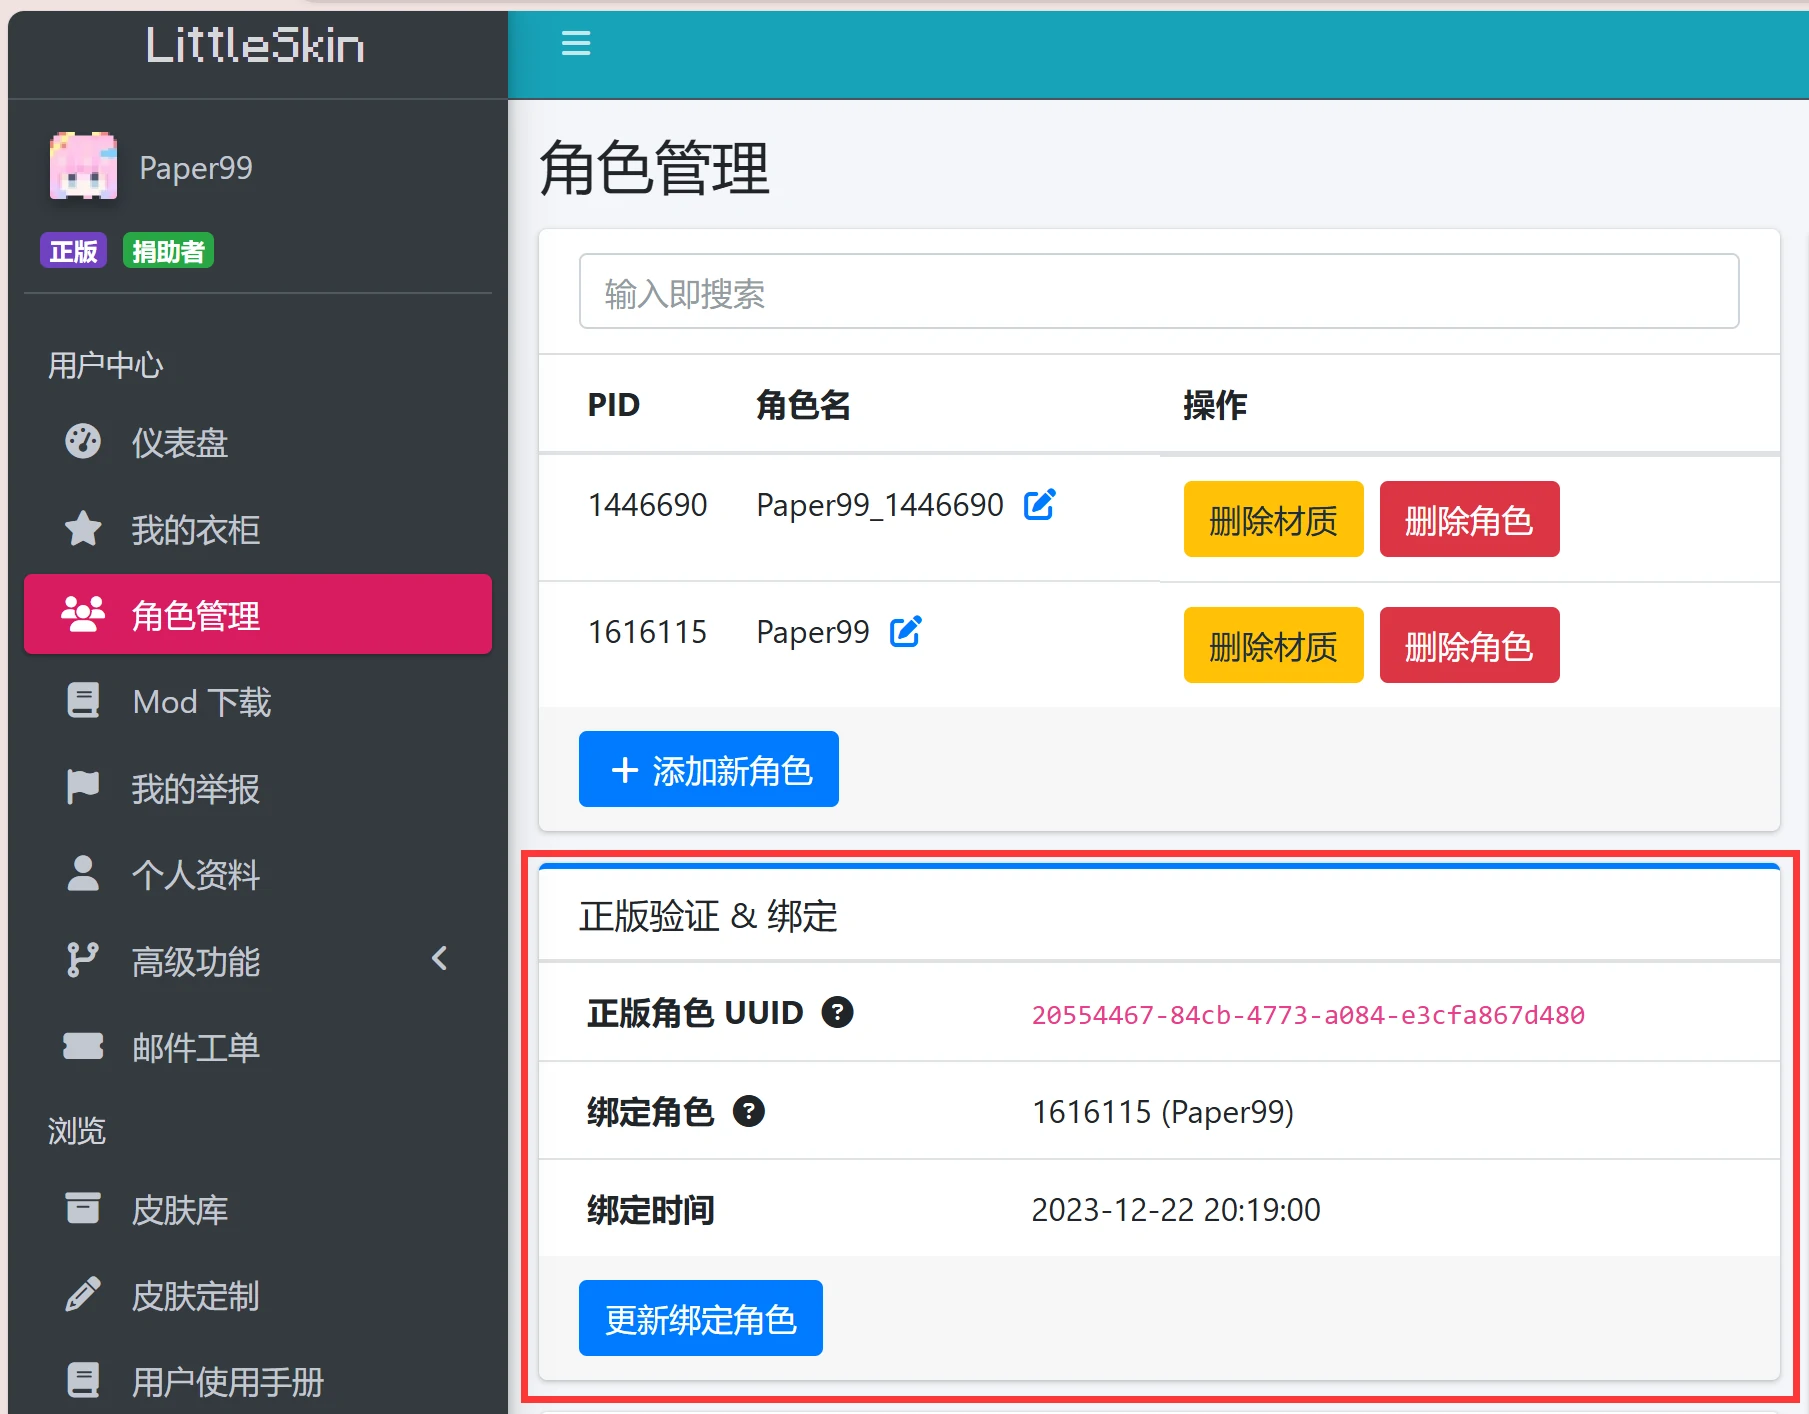 LittleSkin
Paper99
正版 捐助者
用户中心
仪表盘
我的衣柜
角色管理
Mod 下载
我的举报
个人资料
高级功能
邮件工单
浏览
皮肤库
皮肤定制
用户使用手册
角色管理
输入即搜索
PID 角色名 操作
1446690 Paper99_1446690 删除材质 删除角色
1616115 Paper99 删除材质 删除角色
添加新角色
正版验证 & 绑定
正版角色 UUID 20554467-84cb-4773-a084-e3cfa867d480
绑定角色 1616115 (Paper99)
绑定时间 2023-12-22 20:19:00
更新绑定角色